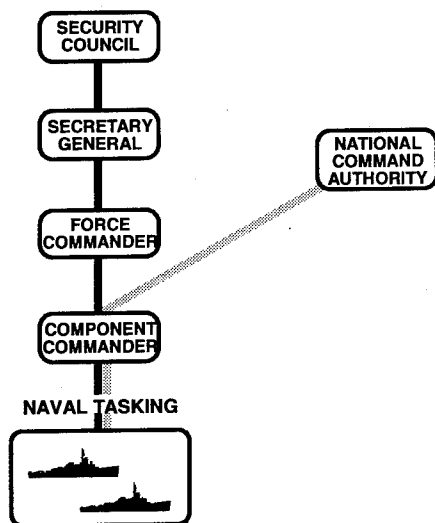 SECURITY
COUNCIL
SECRETARY
GENERAL
NATIONAL
COMMAND
AUTHORITY
FORCE
COMMANDER
COMPONENT
COMMANDER
NAVAL TASKING